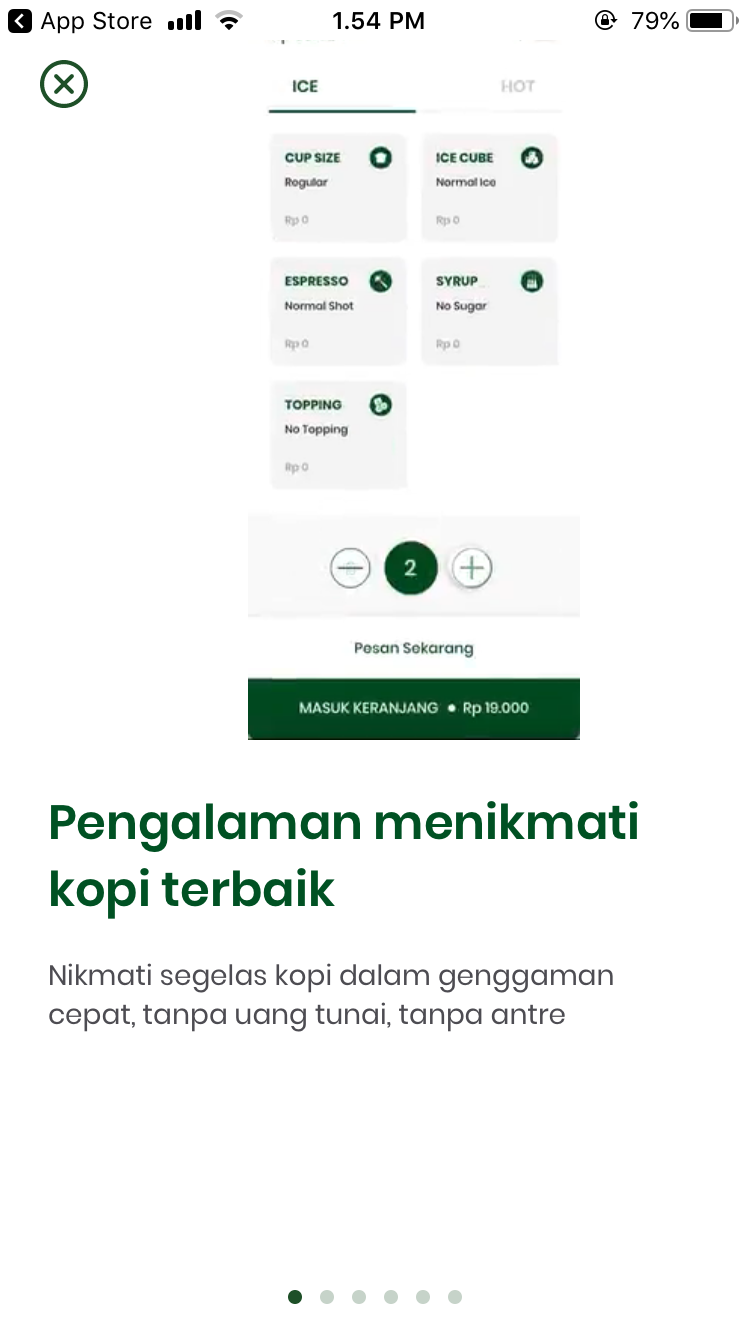 App Store 1.54 PM 79%
ICE HOT
CUP SIZE ICE CUBE
Regular Normal Ice
Rp 0 Rp 0
ESPRESSO SYRUP
Normal Shot No Sugar
Rp 0 Rp 0
TOPPING
No Topping
Rp 0
2
Pesan Sekarang
MASUK KERANJANG ● Rp 19.000
Pengalaman menikmati
kopi terbaik
Nikmati segelas kopi dalam genggaman
cepat, tanpa uang tunai, tanpa antre